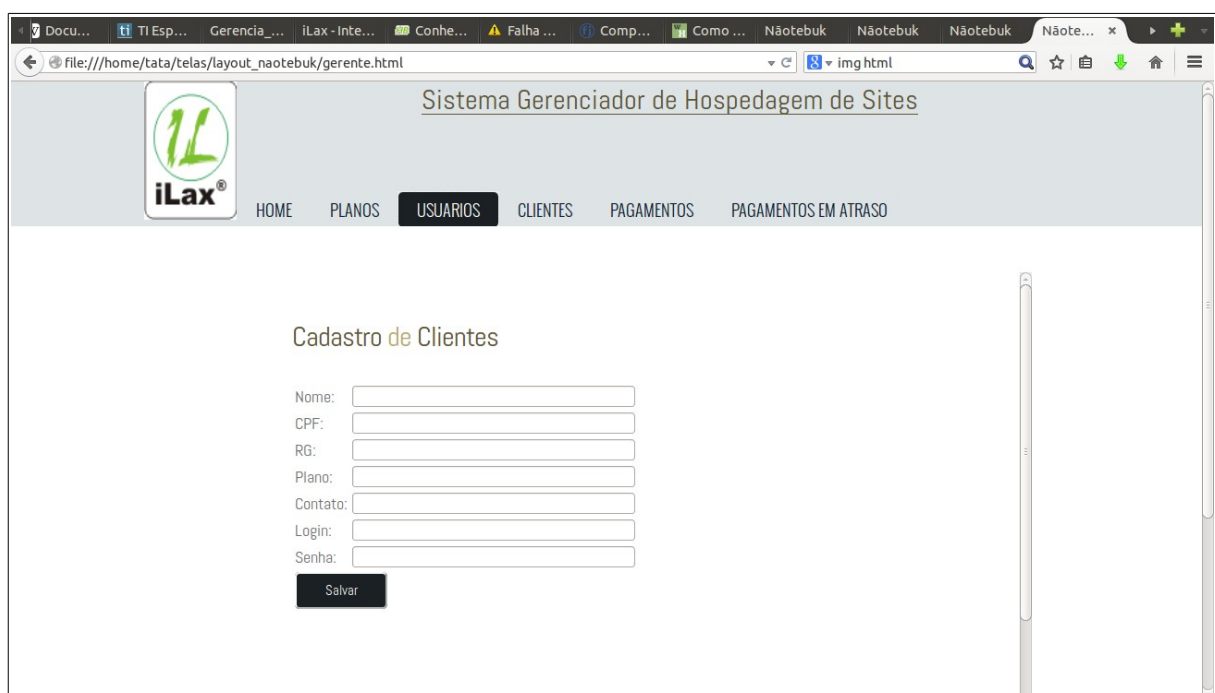 Docu... TI Esp... Gerencia_... iLax - Inte... Conhe... Falha ... Comp... Como ... Nãotebuk Nãotebuk Nãotebuk Nãote...
file:///home/tata/telas/layout_naotebuk/gerente.html img html
Sistema Gerenciador de Hospedagem de Sites
iL
iLax®
HOME PLANOS USUARIOS CLIENTES PAGAMENTOS PAGAMENTOS EM ATRASO
Cadastro de Clientes
Nome:
CPF:
RG:
Plano:
Contato:
Login:
Senha:
Salvar